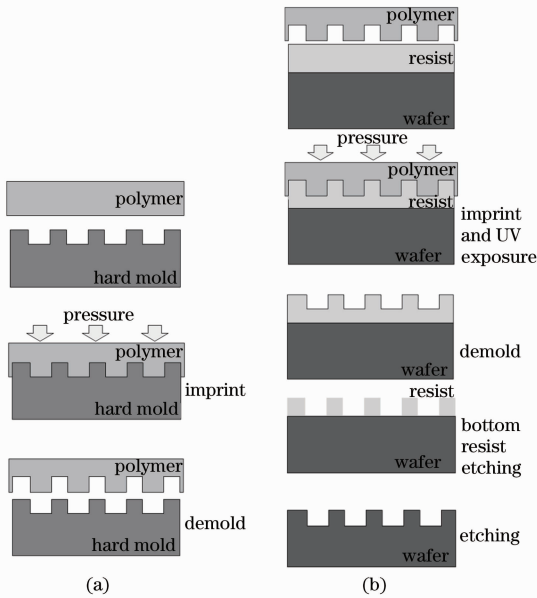 polymer
hard mold
pressure
polymer
hard mold
imprint
polymer
hard mold
demold
(a)
polymer
resist
wafer
pressure
polymer
resist
wafer
imprint
and UV
exposure
wafer
demold
resist
wafer
bottom
resist
etching
wafer
etching
(b)